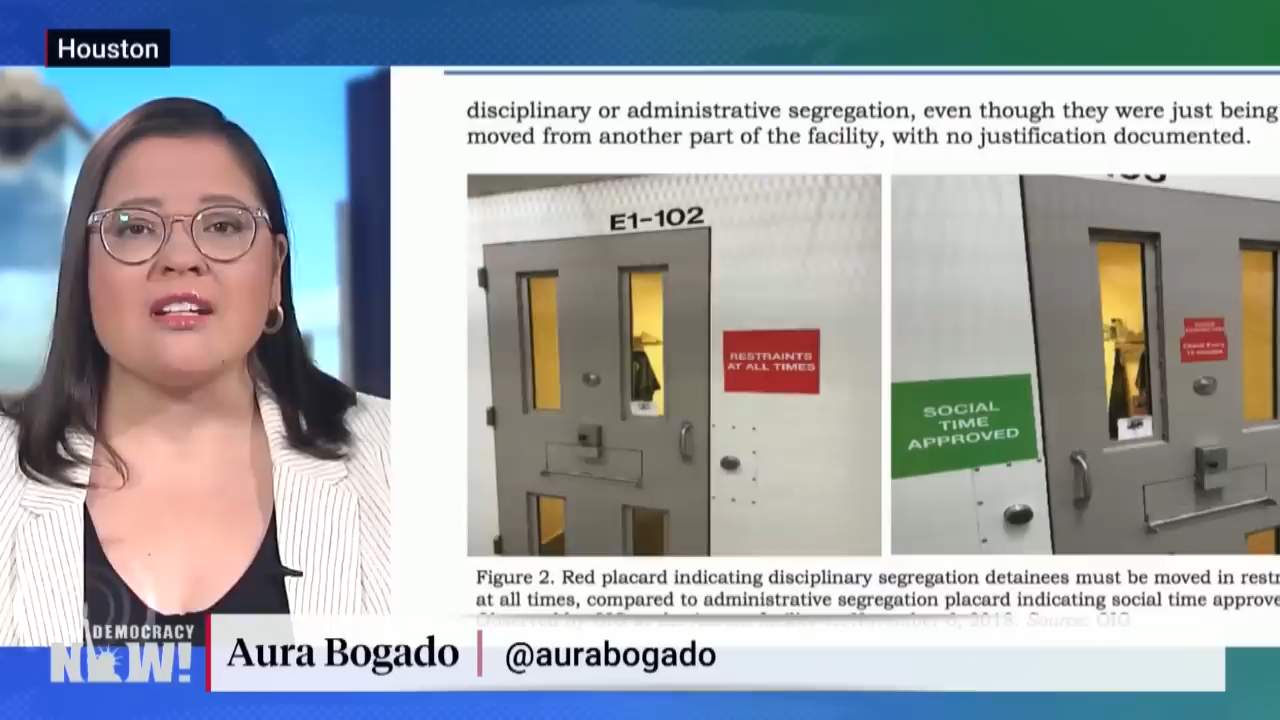 Houston
disciplinary or administrative segregation, even though they were just being
moved from another part of the facility, with no justification documented.
E1-102
RESTRAINTS
AT ALL TIMES
SOCIAL
TIME
APPROVED
Figure 2. Red placard indicating disciplinary segregation detainees must be moved in restr
at all times, compared to administrative segregation placard indicating social time approve
DEMOCRACY
NOW!
Aura Bogado
@aurabogado